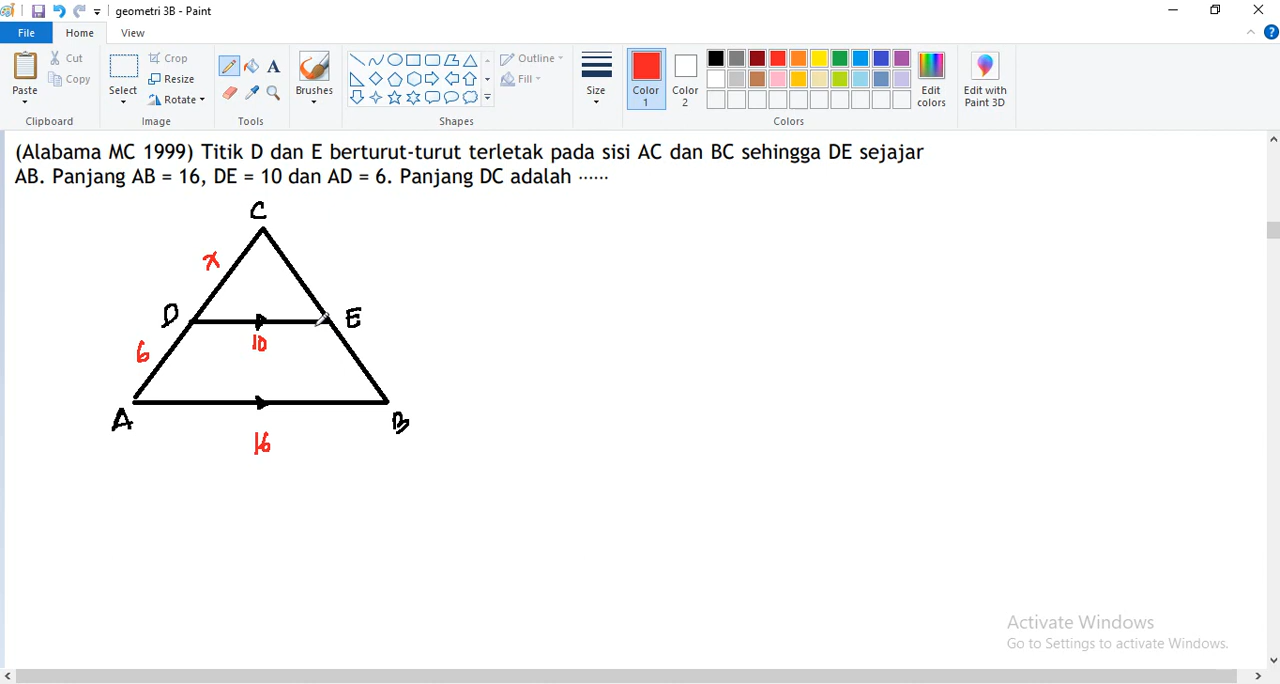 geometri 3B - Paint
File Home View
Paste Cut Copy Clipboard
Select Crop Resize Rotate Image
A Tools
Brushes
Shapes Outline Fill
Size
Color 1 Color 2 Colors
Edit colors
Edit with Paint 3D
(Alabama MC 1999) Titik D dan E berturut-turut terletak pada sisi AC dan BC sehingga DE sejajar
AB. Panjang AB = 16, DE = 10 dan AD = 6. Panjang DC adalah ······
C
x
D E
10
6
A B
16
Activate Windows
Go to Settings to activate Windows.